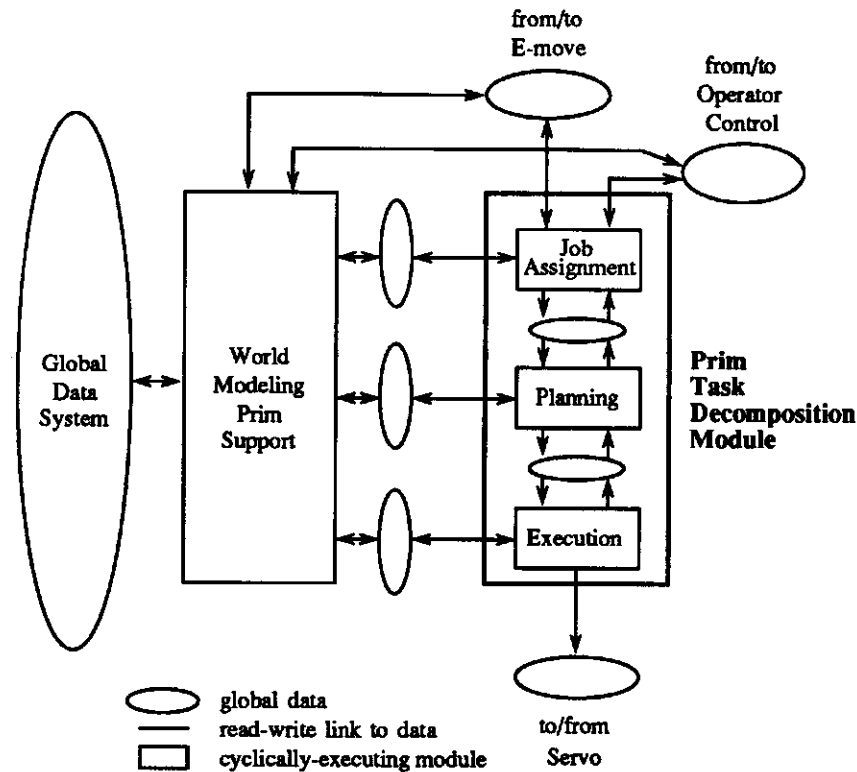 from/to
E-move
from/to
Operator
Control
Job
Assignment
Global
Data
System
World
Modeling
Prim
Support
Planning
Prim
Task
Decomposition
Module
Execution
global data
read-write link to data
cyclically-executing module
to/from
Servo